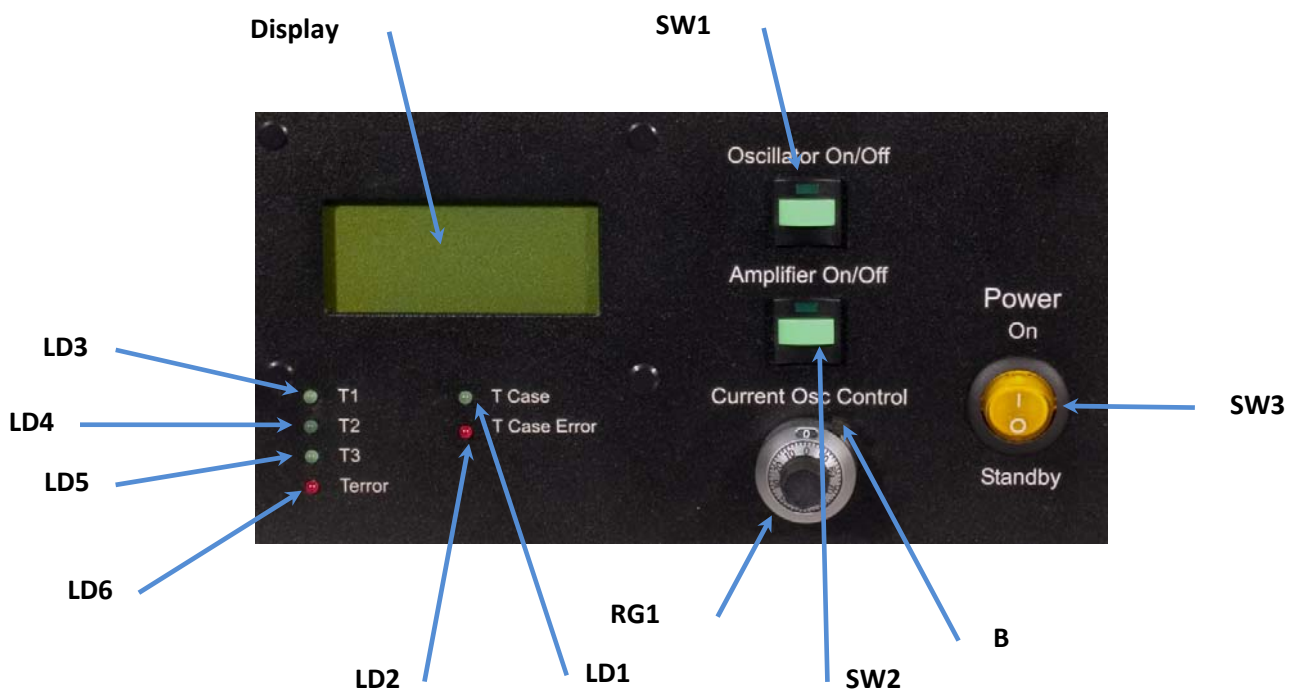 Display
SW1
Oscillator On/Off
Amplifier On/Off
Power
On
I
O
Standby
SW3
LD3
T1
LD4
T2
LD5
T3
Terror
LD6
T Case
T Case Error
Current Osc Control
0
RG1
B
LD2
LD1
SW2